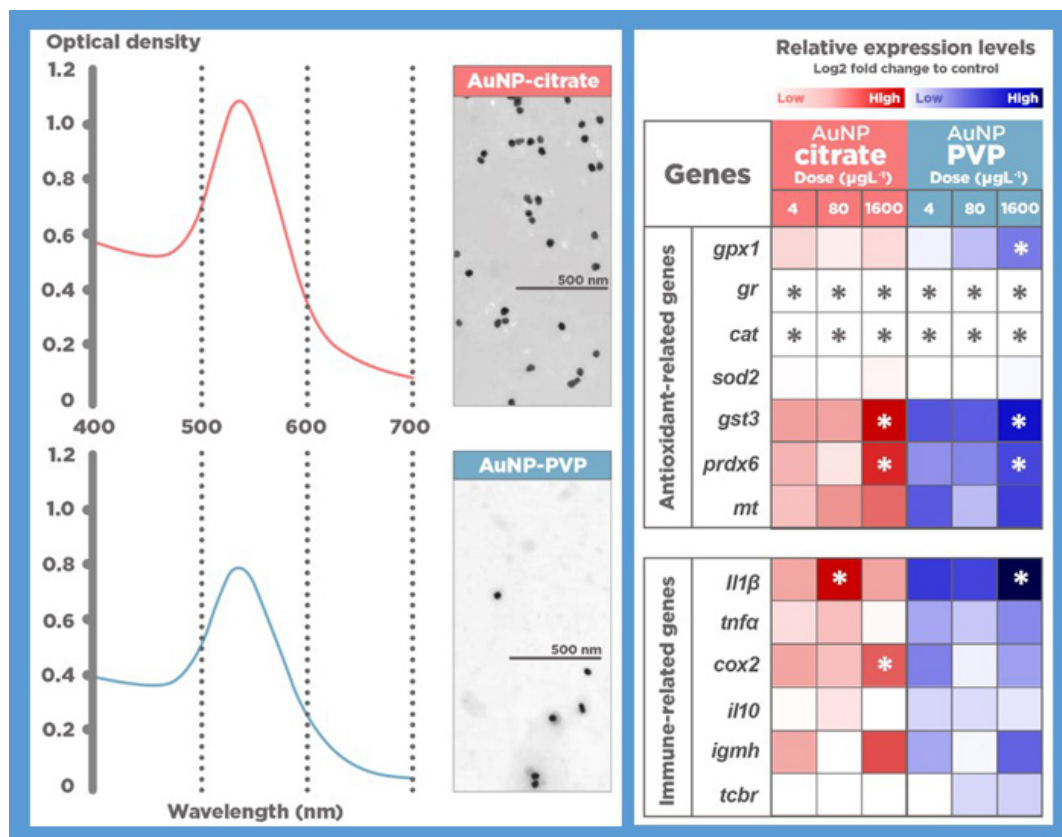 Optical density
1.2
1.0
0.8
0.6
0.4
0.2
0
400 500 600 700
AuNP-citrate
500 nm
1.2
1.0
0.8
0.6
0.4
0.2
0
400 500 600 700
Wavelength (nm)
AuNP-PVP
500 nm
Relative expression levels
Log2 fold change to control
Low High Low High
Genes
AuNP
citrate
Dose (µgL⁻¹)
AuNP
PVP
Dose (µgL⁻¹)
4 80 1600 4 80 1600
Antioxidant-related genes
gpx1 *
gr * * * * * *
cat * * * * * *
sod2
gst3 * *
prdx6 * *
mt
Immune-related genes
Il1β * *
tnfα
cox2 *
il10
igmh
tcbr